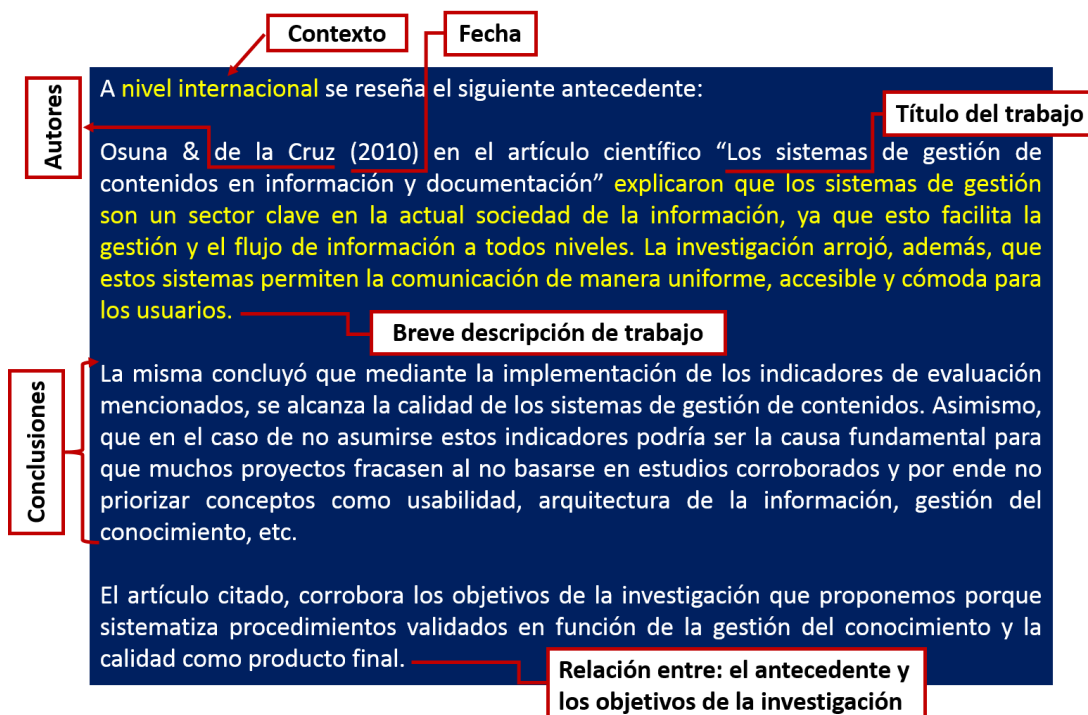 Contexto
Fecha
A nivel internacional se reseña el siguiente antecedente:
Autores
Título del trabajo
Osuna & de la Cruz (2010) en el artículo científico “Los sistemas de gestión de
contenidos en información y documentación” explicaron que los sistemas de gestión
son un sector clave en la actual sociedad de la información, ya que esto facilita la
gestión y el flujo de información a todos niveles. La investigación arrojó, además, que
estos sistemas permiten la comunicación de manera uniforme, accesible y cómoda para
los usuarios.
Breve descripción de trabajo
Conclusiones
La misma concluyó que mediante la implementación de los indicadores de evaluación
mencionados, se alcanza la calidad de los sistemas de gestión de contenidos. Asimismo,
que en el caso de no asumirse estos indicadores podría ser la causa fundamental para
que muchos proyectos fracasen al no basarse en estudios corroborados y por ende no
priorizar conceptos como usabilidad, arquitectura de la información, gestión del
conocimiento, etc.
El artículo citado, corrobora los objetivos de la investigación que proponemos porque
sistematiza procedimientos validados en función de la gestión del conocimiento y la
calidad como producto final.
Relación entre: el antecedente y
los objetivos de la investigación